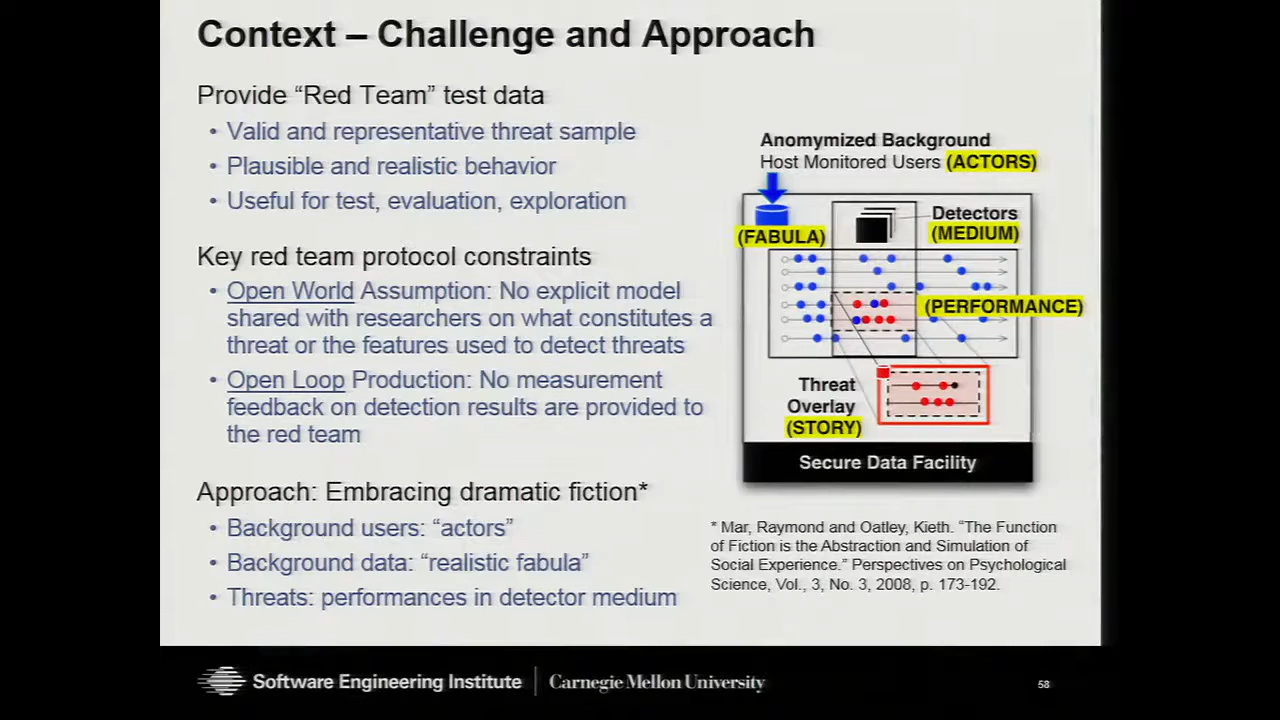 Context – Challenge and Approach
Provide “Red Team” test data
• Valid and representative threat sample
• Plausible and realistic behavior
• Useful for test, evaluation, exploration
Key red team protocol constraints
• Open World Assumption: No explicit model
shared with researchers on what constitutes a
threat or the features used to detect threats
• Open Loop Production: No measurement
feedback on detection results are provided to
the red team
Approach: Embracing dramatic fiction*
• Background users: “actors”
• Background data: “realistic fabula”
• Threats: performances in detector medium
Anomymized Background
Host Monitored Users (ACTORS)
(FABULA)
Detectors
(MEDIUM)
(PERFORMANCE)
Threat
Overlay
(STORY)
Secure Data Facility
* Mar, Raymond and Oatley, Kieth. “The Function
of Fiction is the Abstraction and Simulation of
Social Experience.” Perspectives on Psychological
Science, Vol., 3, No. 3, 2008, p. 173-192.
Software Engineering Institute
Carnegie Mellon University
58